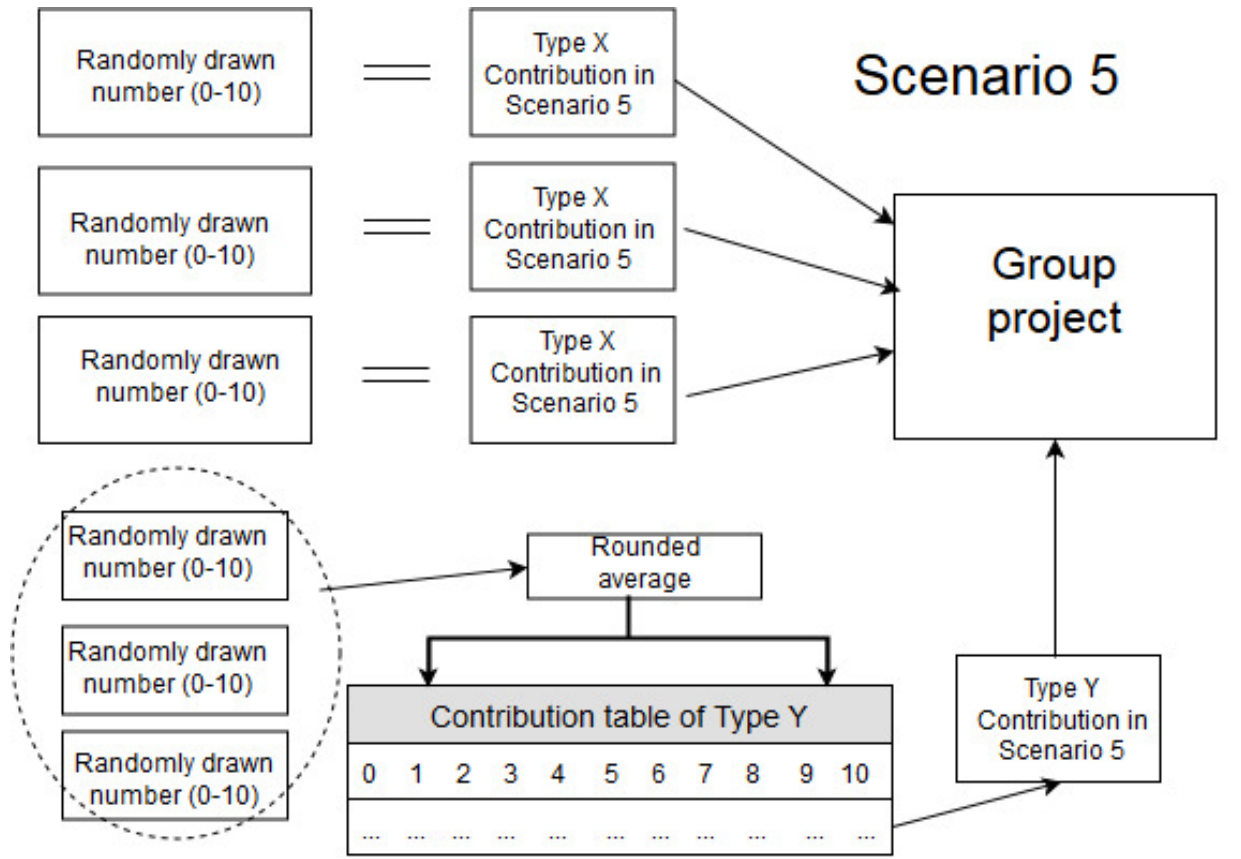 Randomly drawn
number (0-10)
Type X
Contribution in
Scenario 5
Scenario 5
Randomly drawn
number (0-10)
Type X
Contribution in
Scenario 5
Group
project
Randomly drawn
number (0-10)
Type X
Contribution in
Scenario 5
Randomly drawn
number (0-10)
Rounded
average
Randomly drawn
number (0-10)
Randomly drawn
number (0-10)
Contribution table of Type Y
0 1 2 3 4 5 6 7 8 9 10
... ... ... ... ... ... ... ... ... ... ...
Type Y
Contribution in
Scenario 5